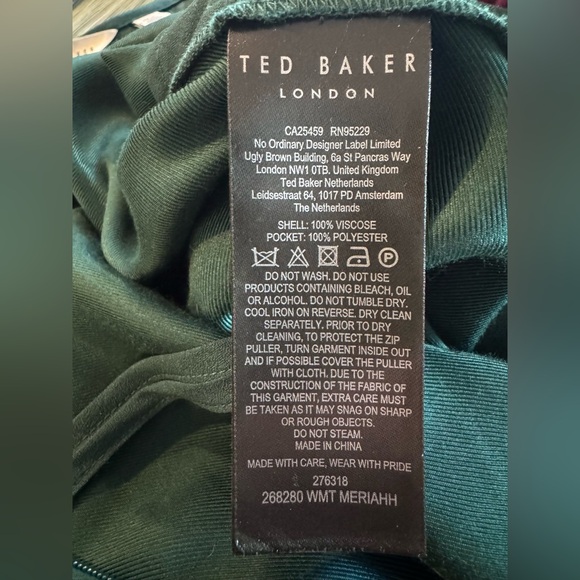 TED BAKER
LONDON
CA25459 RN95229
No Ordinary Designer Label Limited
Ugly Brown Building, 6a St Pancras Way
London NW1 0TB. United Kingdom
Ted Baker Netherlands
Leidsestraat 64, 1017 PD Amsterdam
The Netherlands
SHELL: 100% VISCOSE
POCKET: 100% POLYESTER
P
DO NOT WASH. DO NOT USE
PRODUCTS CONTAINING BLEACH, OIL
OR ALCOHOL. DO NOT TUMBLE DRY.
COOL IRON ON REVERSE. DRY CLEAN
SEPARATELY. PRIOR TO DRY
CLEANING, TO PROTECT THE ZIP
PULLER, TURN GARMENT INSIDE OUT
AND IF POSSIBLE COVER THE PULLER
WITH CLOTH. DUE TO THE
CONSTRUCTION OF THE FABRIC OF
THIS GARMENT, EXTRA CARE MUST
BE TAKEN AS IT MAY SNAG ON SHARP
OR ROUGH OBJECTS.
DO NOT STEAM.
MADE IN CHINA
MADE WITH CARE, WEAR WITH PRIDE
276318
268280 WMT MERIAHH